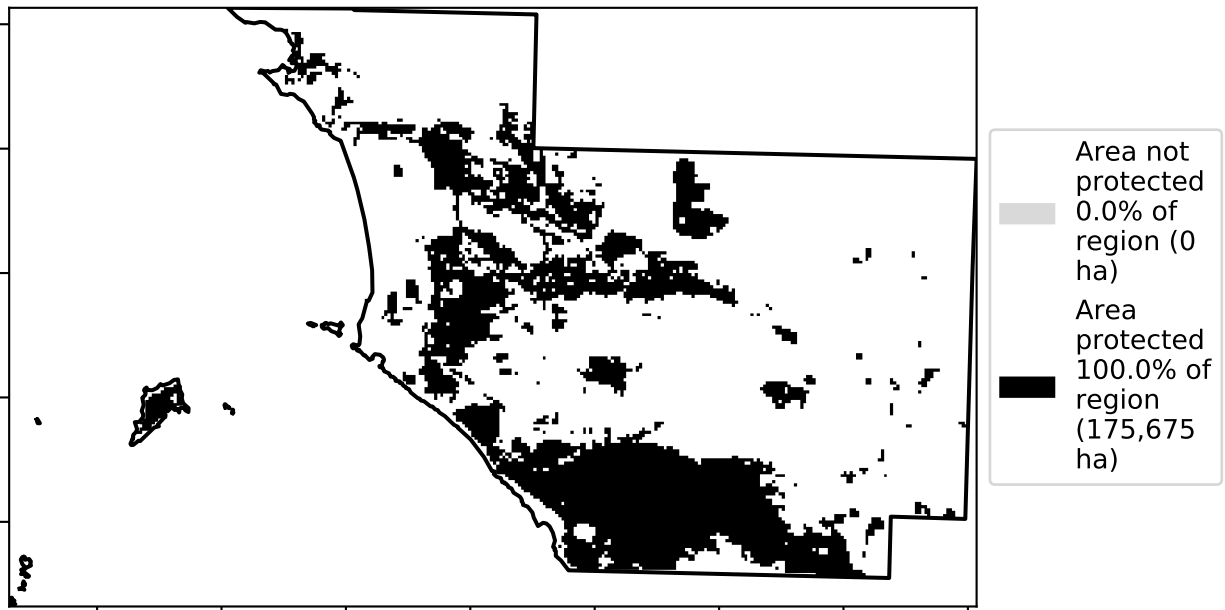 Area not
protected
0.0% of
region (0
ha)
Area
protected
100.0% of
region
(175,675
ha)